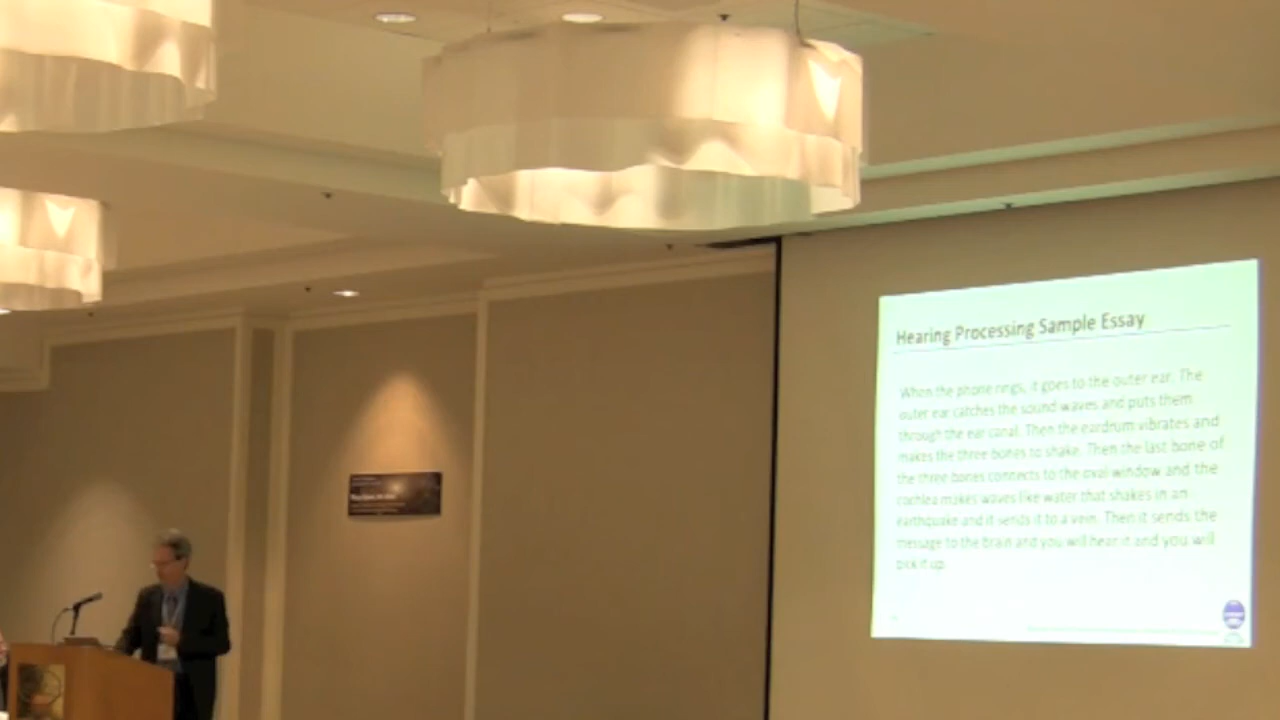 Hearing Processing Sample Essay
When the phone rings, it goes to the outer ear. The
outer ear catches the sound waves and puts them
through the ear canal. Then the eardrum vibrates and
makes the three bones to shake. Then the last bone of
the three bones connects to the oval window and the
cochlea makes waves like water that shakes in an
earthquake and it sends it to a vein. Then it sends the
message to the brain and you will hear it and you will
pick it up.